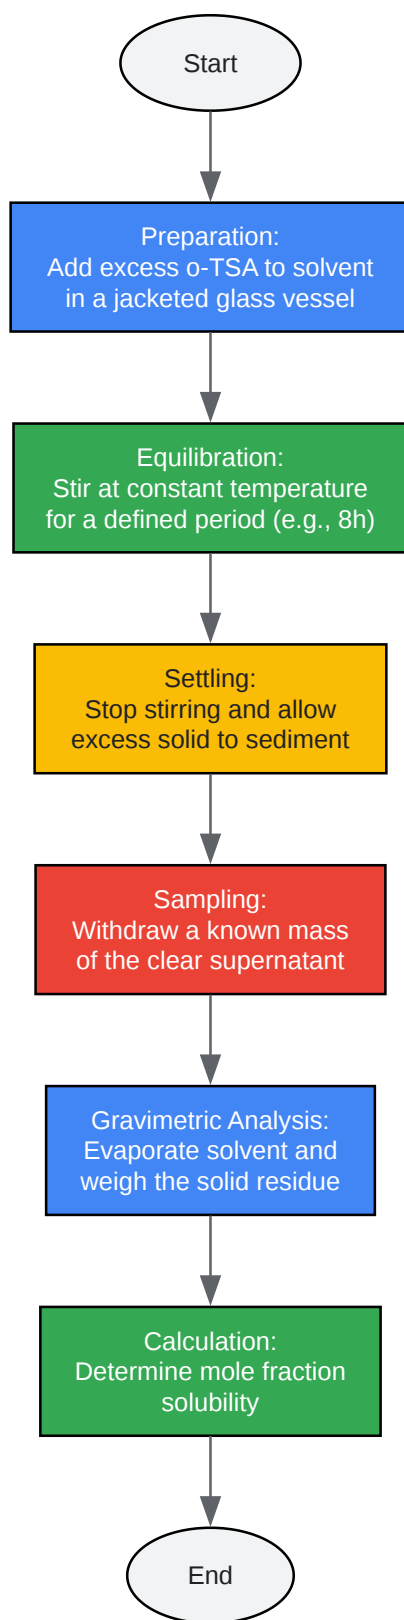 Start
Preparation:
Add excess o-TSA to solvent
in a jacketed glass vessel
Equilibration:
Stir at constant temperature
for a defined period (e.g., 8h)
Settling:
Stop stirring and allow
excess solid to sediment
Sampling:
Withdraw a known mass
of the clear supernatant
Gravimetric Analysis:
Evaporate solvent and
weigh the solid residue
Calculation:
Determine mole fraction
solubility
End